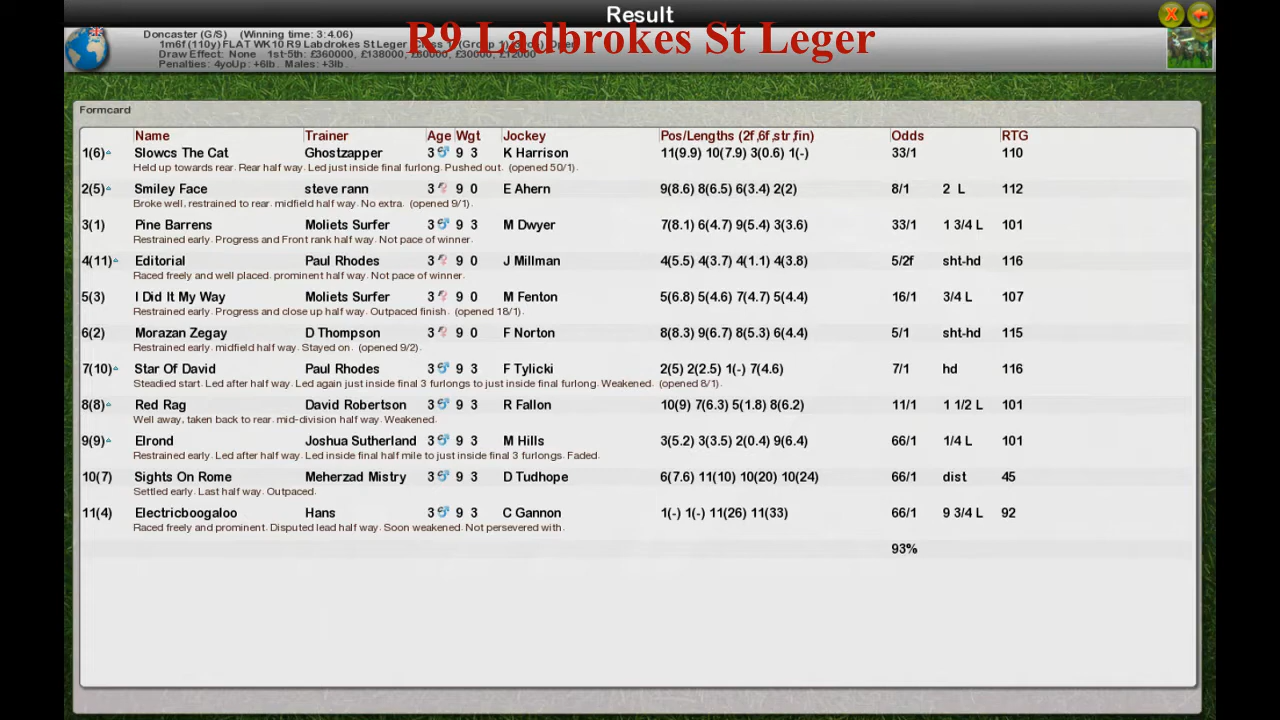 Result
R9 Ladbrokes St Leger
Doncaster (G/S) (Winning time: 3:4.06)
1m6f (110y) FLAT WK10 R9 Labdrokes St Leger
Draw Effect: None 1st-5th: £360000, £138000, £30000, £12000
Penalties: 4yoUp: +6lb. Males: +3lb.
Formcard
Name Trainer Age Wgt Jockey Pos/Lengths (2f,6f,str,fin) Odds RTG
1(6) Slowcs The Cat Ghostzapper 3 9 3 K Harrison 11(9.9) 10(7.9) 3(0.6) 1(-) 33/1 110
Held up towards rear. Rear half way. Led just inside final furlong. Pushed out. (opened 50/1).
2(5) Smiley Face steve rann 3 9 0 E Ahern 9(8.6) 8(6.5) 6(3.4) 2(2) 8/1 2 L 112
Broke well, restrained to rear. midfield half way. No extra. (opened 9/1).
3(1) Pine Barrens Moliets Surfer 3 9 3 M Dwyer 7(8.1) 6(4.7) 9(5.4) 3(3.6) 33/1 1 3/4 L 101
Restrained early. Progress and Front rank half way. Not pace of winner.
4(11) Editorial Paul Rhodes 3 9 0 J Millman 4(5.5) 4(3.7) 4(1.1) 4(3.8) 5/2f sht-hd 116
Raced freely and well placed. prominent half way. Not pace of winner.
5(3) I Did It My Way Moliets Surfer 3 9 0 M Fenton 5(6.8) 5(4.6) 7(4.7) 5(4.4) 16/1 3/4 L 107
Restrained early. Progress and close up half way. Outpaced finish. (opened 18/1).
6(2) Morazan Zegay D Thompson 3 9 0 F Norton 8(8.3) 9(6.7) 8(5.3) 6(4.4) 5/1 sht-hd 115
Restrained early. midfield half way. Stayed on. (opened 9/2).
7(10) Star Of David Paul Rhodes 3 9 3 F Tylicki 2(5) 2(2.5) 1(-) 7(4.6) 7/1 hd 116
Steadied start. Led after half way. Led again just inside final 3 furlongs to just inside final furlong. Weakened. (opened 8/1).
8(8) Red Rag David Robertson 3 9 3 R Fallon 10(9) 7(6.3) 5(1.8) 8(6.2) 11/1 1 1/2 L 101
Well away, taken back to rear. mid-division half way. Weakened.
9(9) Elrond Joshua Sutherland 3 9 3 M Hills 3(5.2) 3(3.5) 2(0.4) 9(6.4) 66/1 1/4 L 101
Restrained early. Led after half way. Led inside final half mile to just inside final 3 furlongs. Faded.
10(7) Sights On Rome Meherzad Mistry 3 9 3 D Tudhope 6(7.6) 11(10) 10(20) 10(24) 66/1 dist 45
Settled early. Last half way. Outpaced.
11(4) Electricboogaloo Hans 3 9 3 C Gannon 1(-) 1(-) 11(26) 11(33) 66/1 9 3/4 L 92
Raced freely and prominent. Disputed lead half way. Soon weakened. Not persevered with.
93%